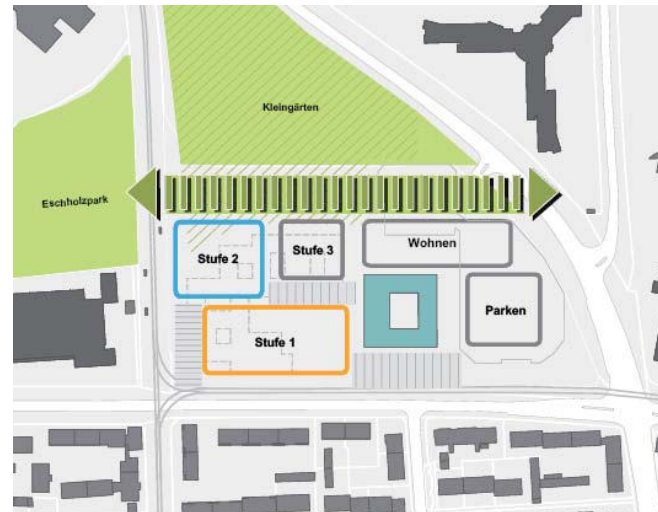 Kleingärten
Eschholzpark
Wohnen
Stufe 2
Stufe 3
Parken
Stufe 1